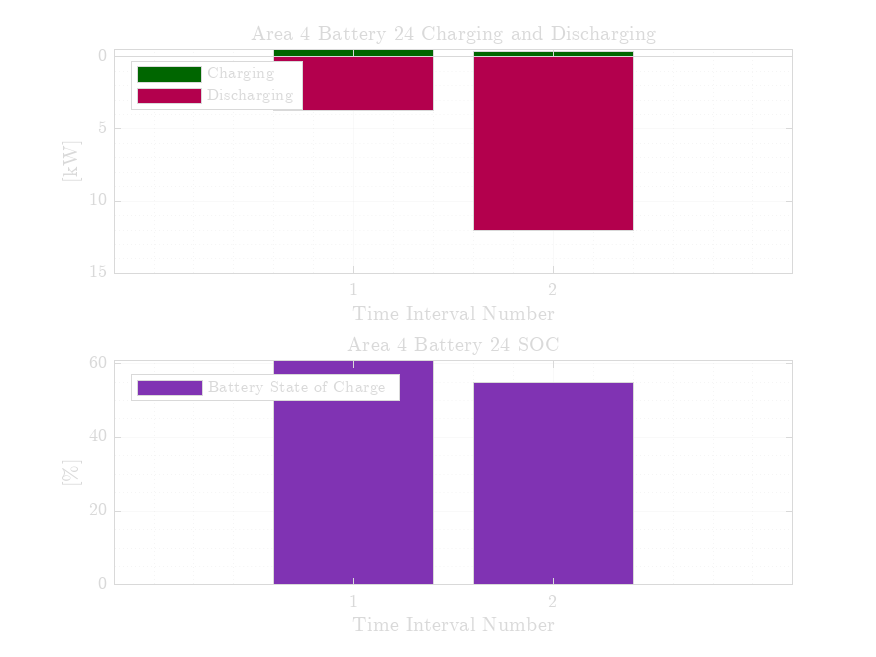 Area 4 Battery 24 Charging and Discharging
0
5
10
15
[kW]
Charging
Discharging
1
2
Time Interval Number
Area 4 Battery 24 SOC
60
40
20
0
[%]
Battery State of Charge
1
2
Time Interval Number